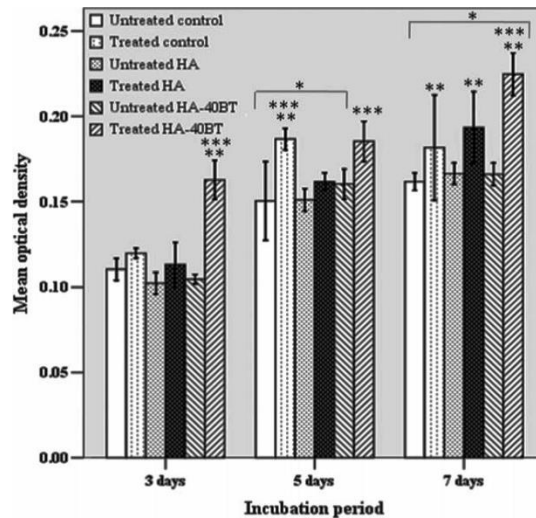 Untreated control
Treated control
Untreated HA
Treated HA
Untreated HA-40BT
Treated HA-40BT
0.25
0.20
0.15
0.10
0.05
0.00
Mean optical density
***
**
*
***
**
***
*
**
**
***
**
3 days
5 days
7 days
Incubation period